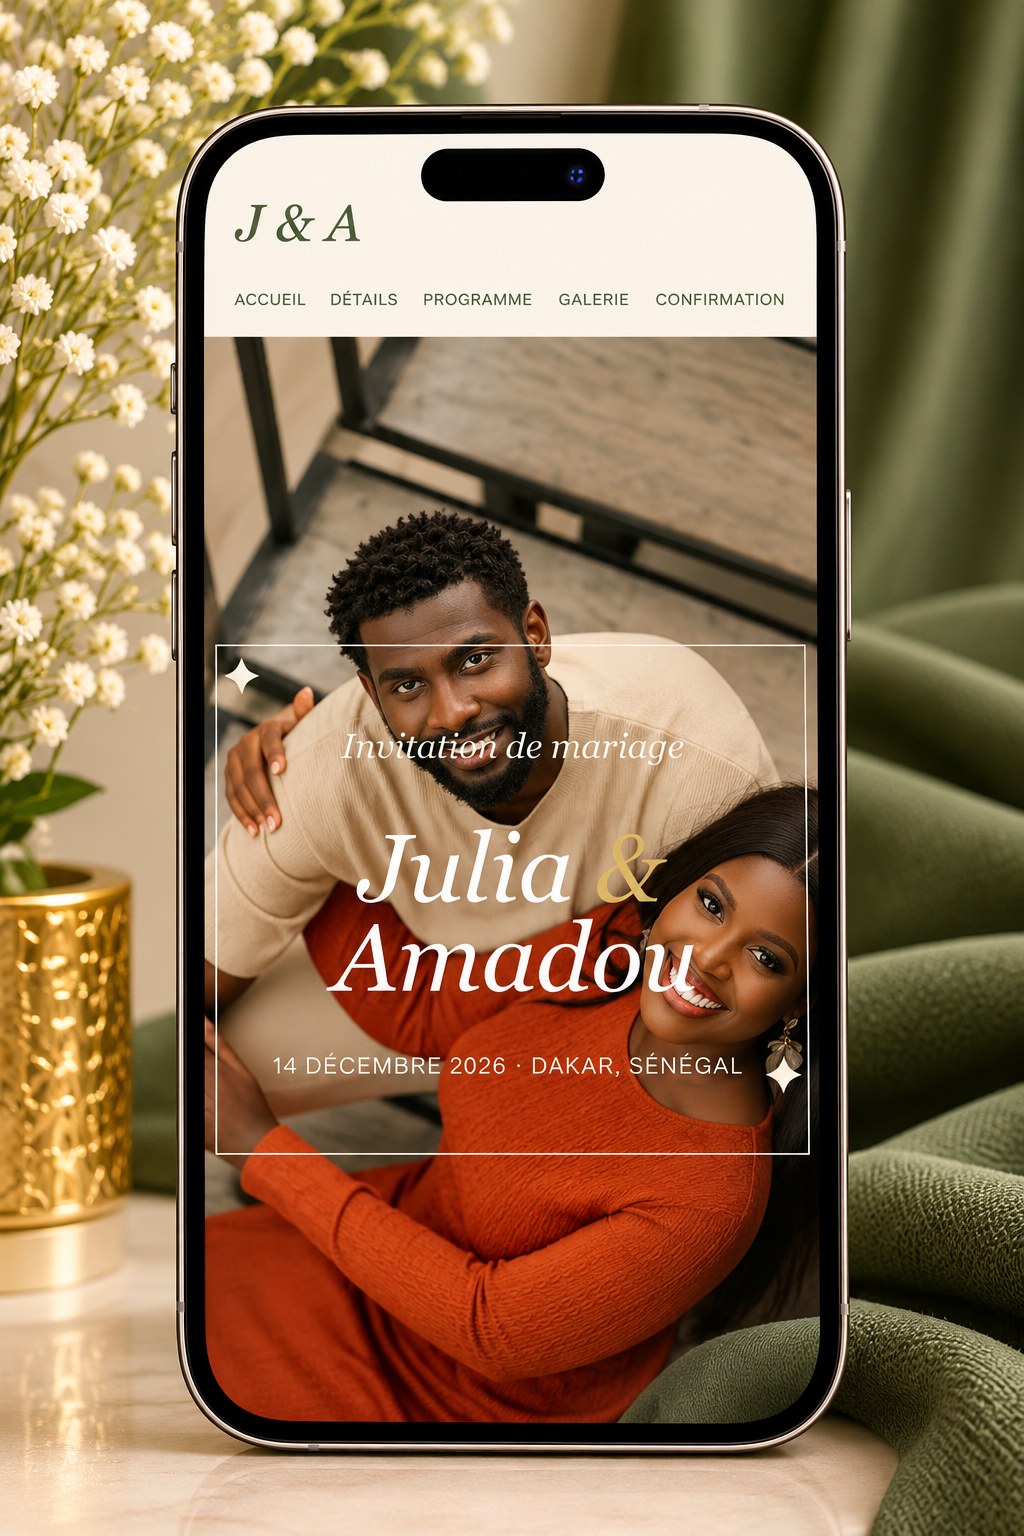 J & A
ACCUEIL DÉTAILS PROGRAMME GALERIE CONFIRMATION
Invitation de mariage
Julia &
Amadou
14 DÉCEMBRE 2026 · DAKAR, SÉNÉGAL